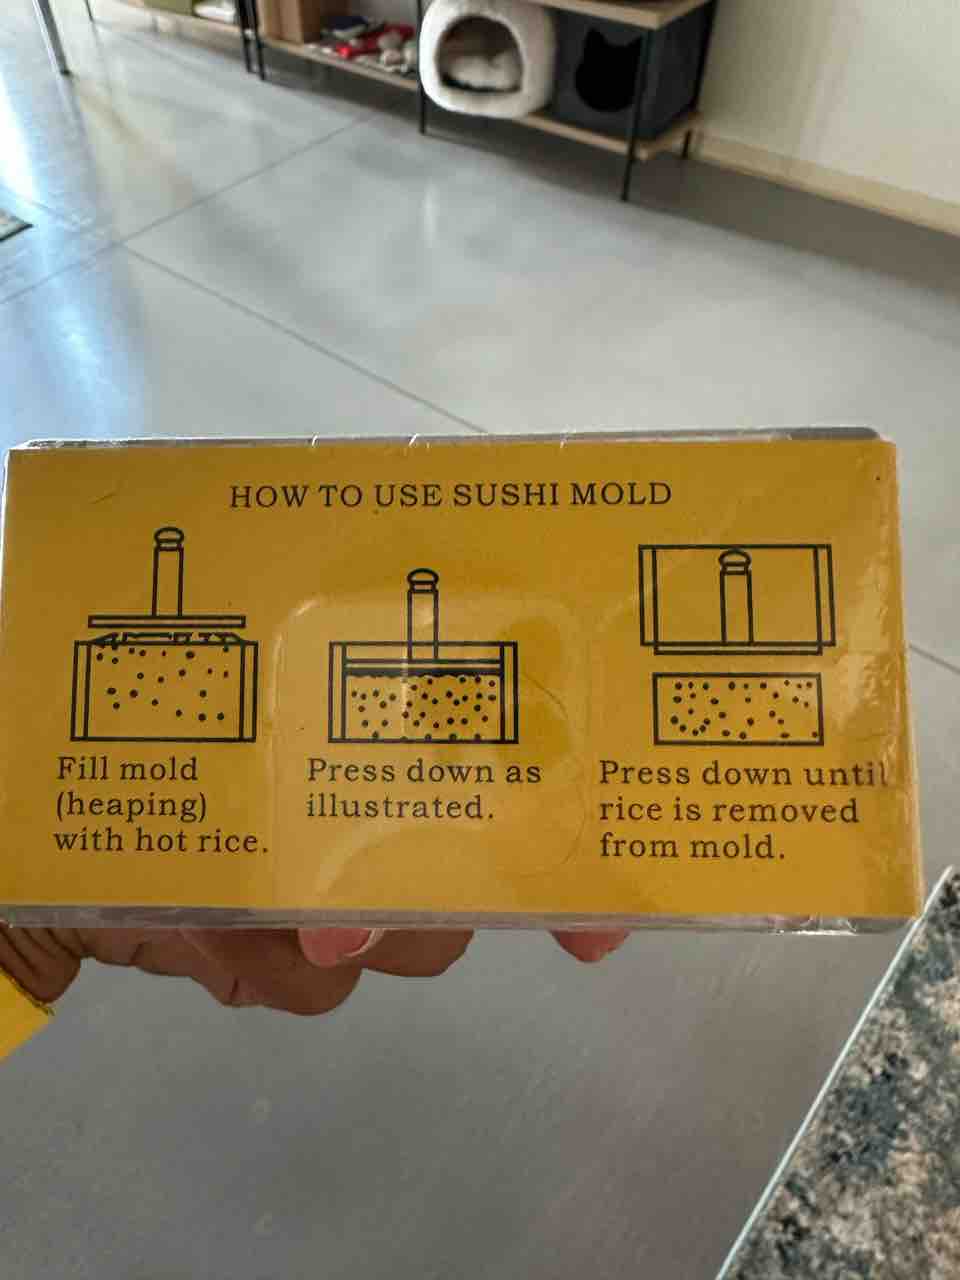 HOW TO USE SUSHI MOLD
Fill mold
(heaping)
with hot rice.
Press down as
illustrated.
Press down until
rice is removed
from mold.